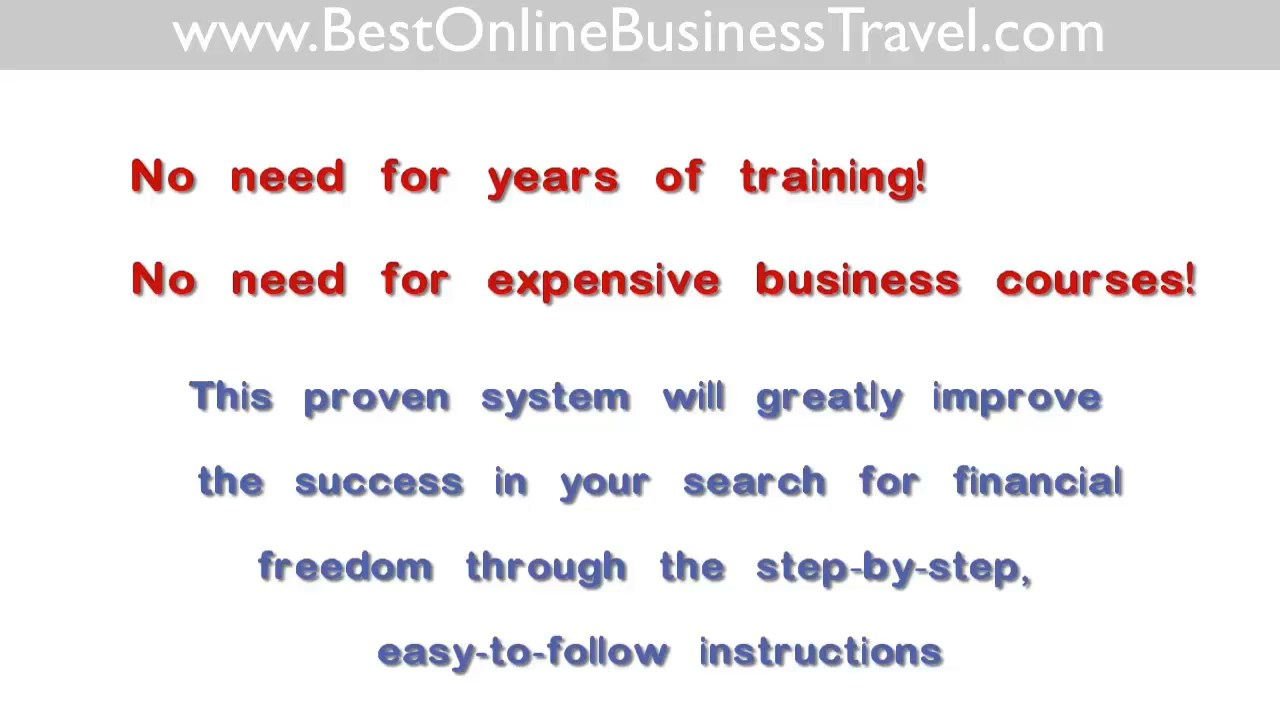 www.BestOnlineBusinessTravel.com
No need for years of training!
No need for expensive business courses!
This proven system will greatly improve
the success in your search for financial
freedom through the step-by-step,
easy-to-follow instructions